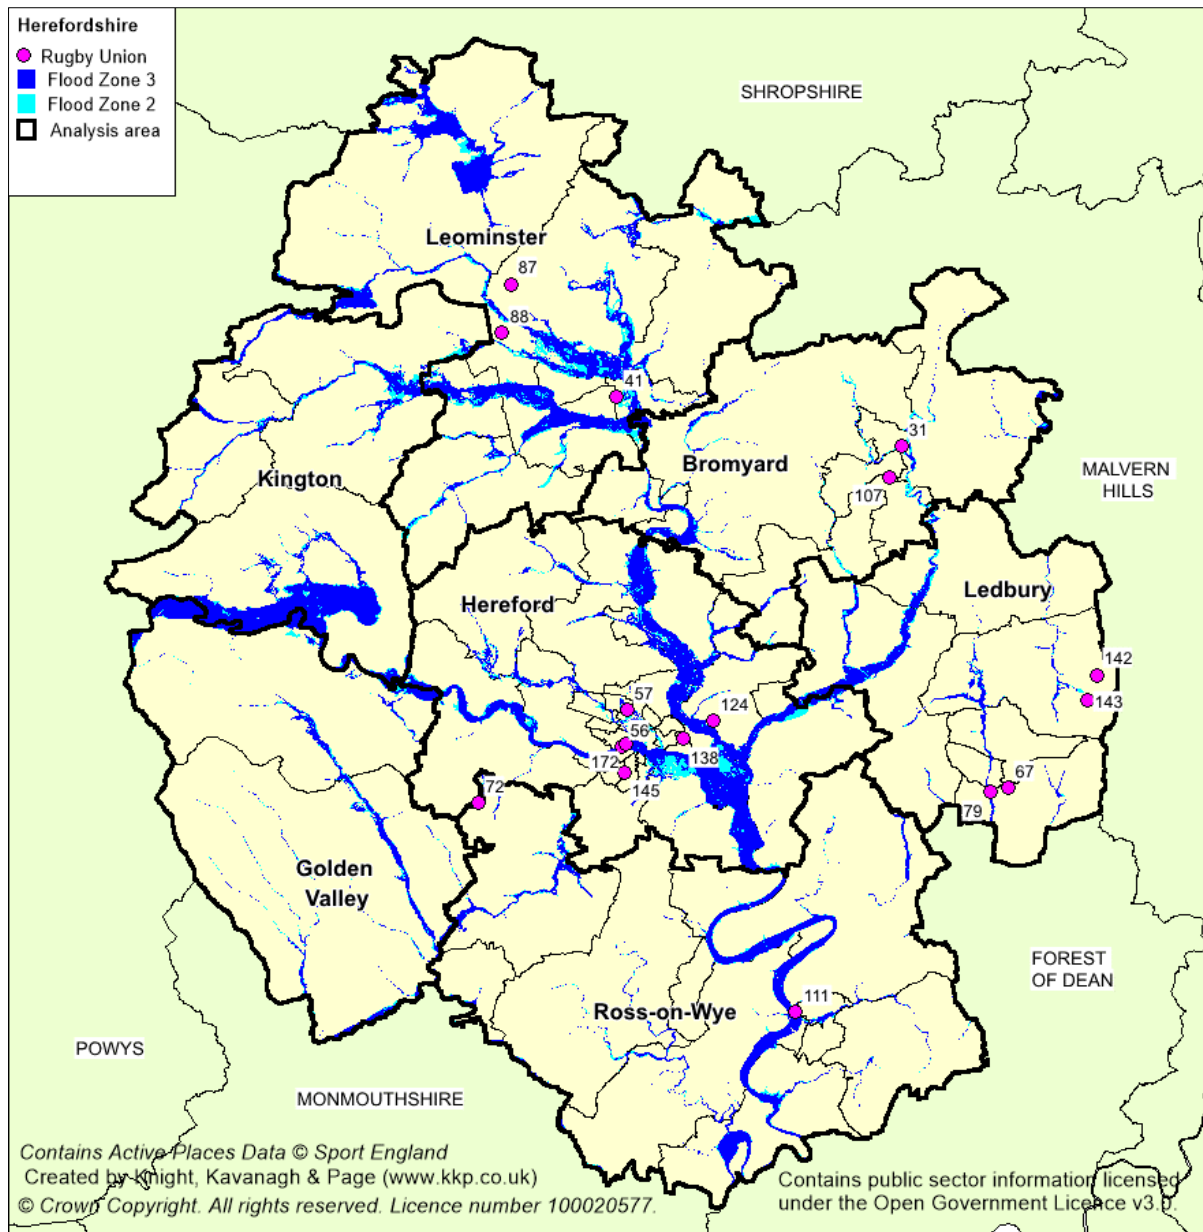 Herefordshire
Rugby Union
Flood Zone 3
Flood Zone 2
Analysis area
SHROPSHIRE
Leominster
87
88
41
31
Bromyard
107
MALVERN
HILLS
Kington
Ledbury
Hereford
142
143
57
124
56
172
138
145
72
67
79
Golden
Valley
FOREST
OF DEAN
111
Ross-on-Wye
POWYS
MONMOUTHSHIRE
Contains Active Places Data © Sport England
Created by Knight, Kavanagh & Page (www.kkp.co.uk)
© Crown Copyright. All rights reserved. Licence number 100020577.
Contains public sector information licensed
under the Open Government Licence v3.0.